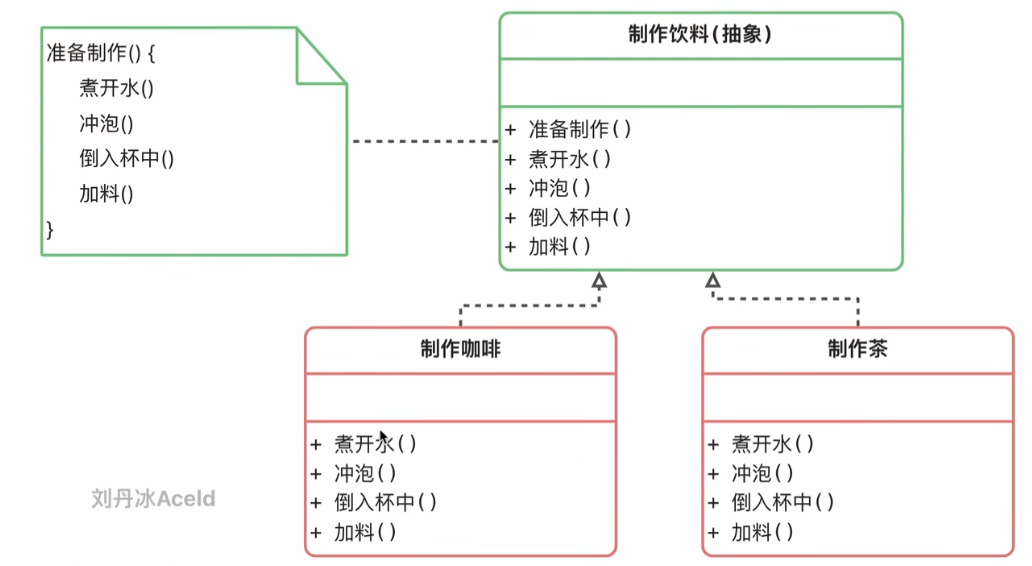 准备制作() {
煮开水()
冲泡()
倒入杯中()
加料()
}
制作饮料(抽象)
+ 准备制作()
+ 煮开水()
+ 冲泡()
+ 倒入杯中()
+ 加料()
制作咖啡
+ 煮开水()
+ 冲泡()
+ 倒入杯中()
+ 加料()
制作茶
+ 煮开水()
+ 冲泡()
+ 倒入杯中()
+ 加料()
刘丹冰Aceld